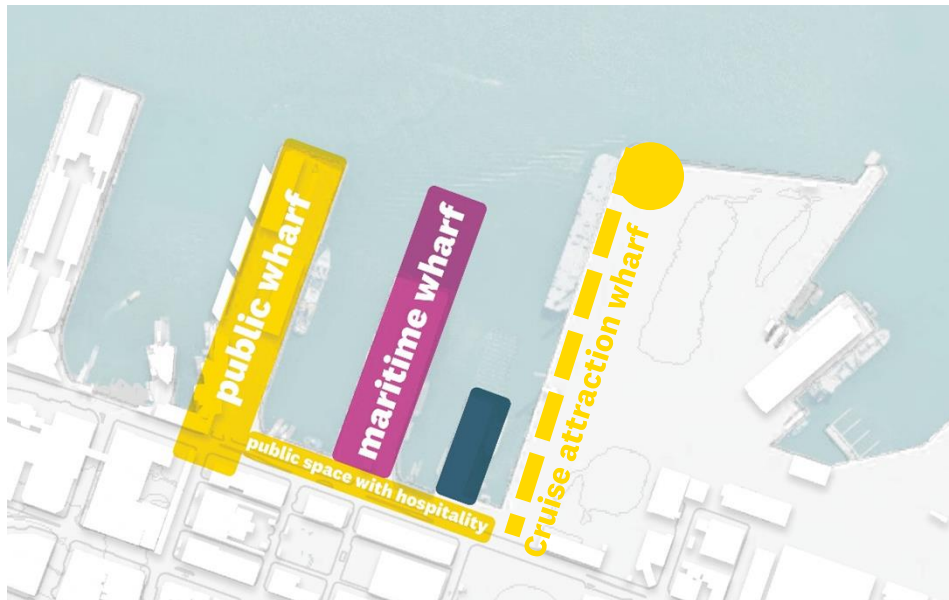 public wharf
maritime wharf
Cruise attraction wharf
public space with hospitality